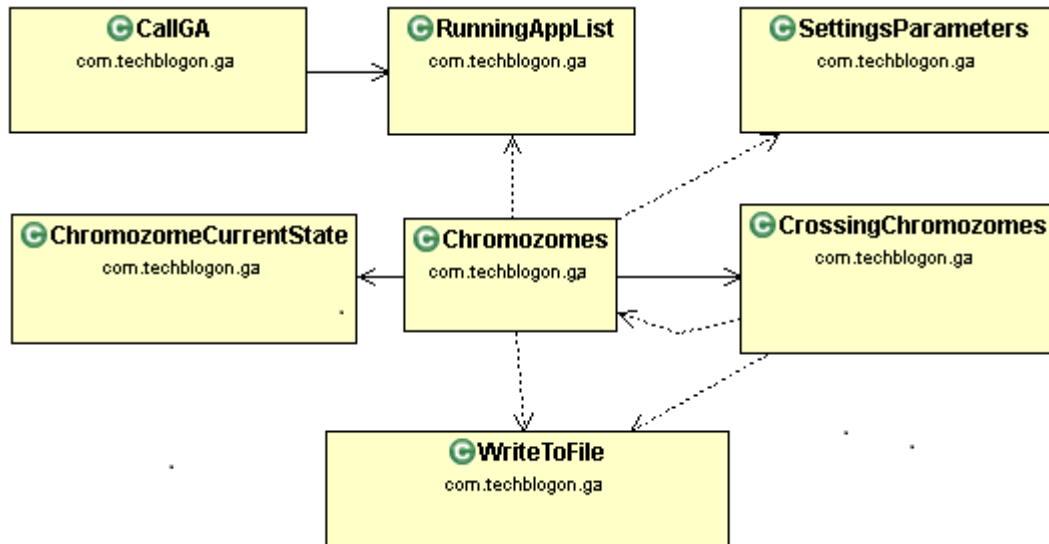 C CallGA
com.techblogon.ga
C RunningAppList
com.techblogon.ga
C SettingsParameters
com.techblogon.ga
C ChromozomeCurrentState
com.techblogon.ga
C Chromozomes
com.techblogon.ga
C CrossingChromozomes
com.techblogon.ga
C WriteToFile
com.techblogon.ga